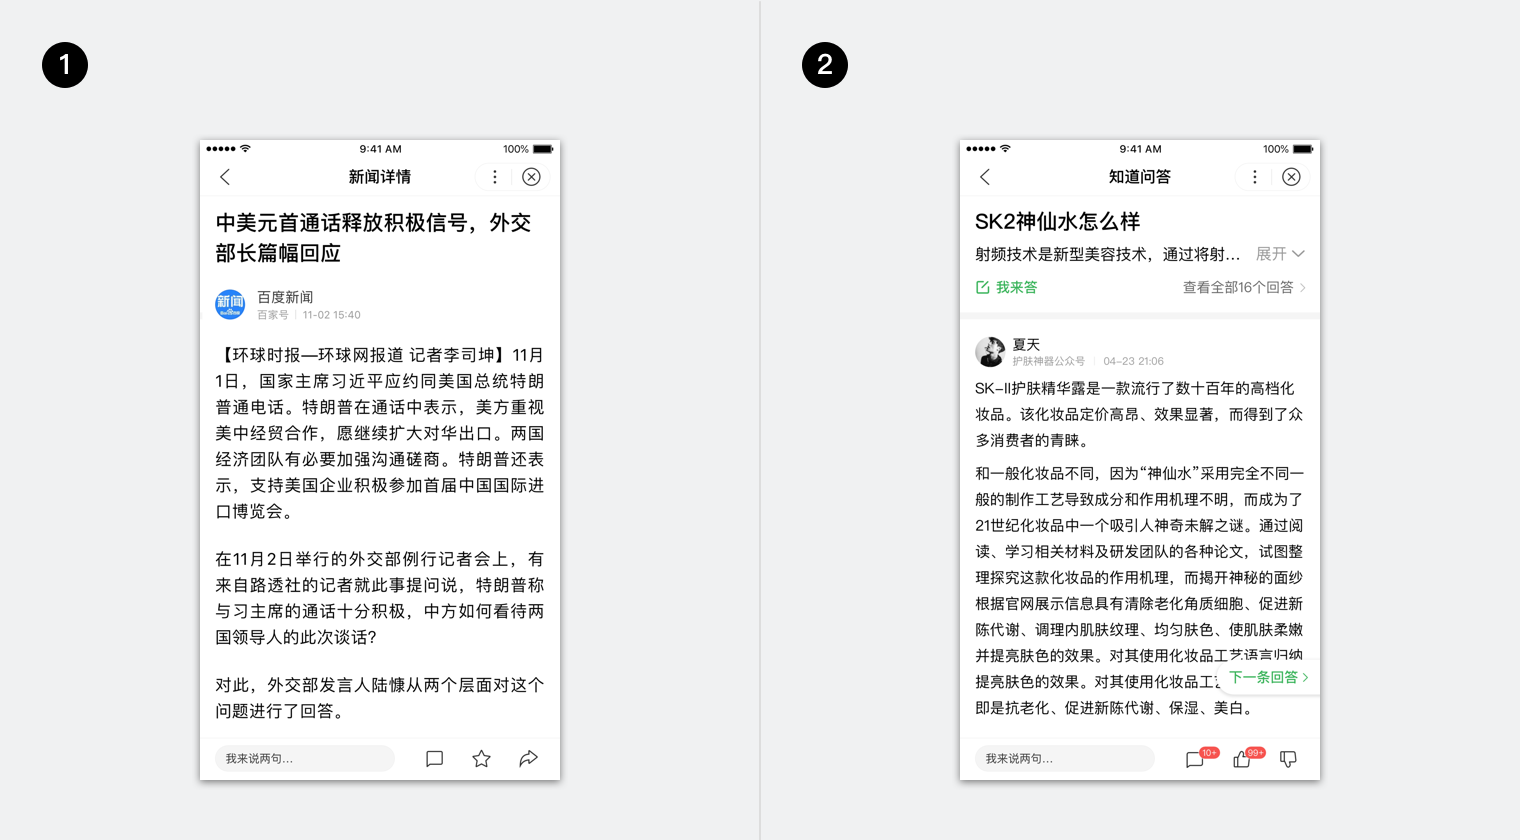 1
9:41 AM
100%
新闻详情
中美元首通话释放积极信号，外交
部长篇幅回应
新闻
百度新闻
百家号 11-02 15:40
【环球时报—环球网报道 记者李司坤】11月
1日，国家主席习近平应约同美国总统特朗
普通电话。特朗普在通话中表示，美方重视
美中经贸合作，愿继续扩大对华出口。两国
经济团队有必要加强沟通磋商。特朗普还表
示，支持美国企业积极参加首届中国国际进
口博览会。
在11月2日举行的外交部例行记者会上，有
来自路透社的记者就此事提问说，特朗普称
与习主席的通话十分积极，中方如何看待两
国领导人的此次谈话?
对此，外交部发言人陆慷从两个层面对这个
问题进行了回答。
我来说两句...
2
9:41 AM
100%
知道问答
SK2神仙水怎么样
射频技术是新型美容技术，通过将射... 展开
我来答 查看全部16个回答
夏天
护肤神器公众号 04-23 21:06
SK-II护肤精华露是一款流行了数十百年的高档化
妆品。该化妆品定价高昂、效果显著，而得到了众
多消费者的青睐。
和一般化妆品不同，因为“神仙水”采用完全不同一
般的制作工艺导致成分和作用机理不明，而成为了
21世纪化妆品中一个吸引人神奇未解之谜。通过阅
读、学习相关材料及研发团队的各种论文，试图整
理探究这款化妆品的作用机理，而揭开神秘的面纱
根据官网展示信息具有清除老化角质细胞、促进新
陈代谢、调理内肌肤纹理、均匀肤色、使肌肤柔嫩
并提亮肤色的效果。对其使用化妆品工艺语言归纳
提亮肤色的效果。对其使用化妆品工
下一条回答
即是抗老化、促进新陈代谢、保湿、美白。
我来说两句...
10+
99+